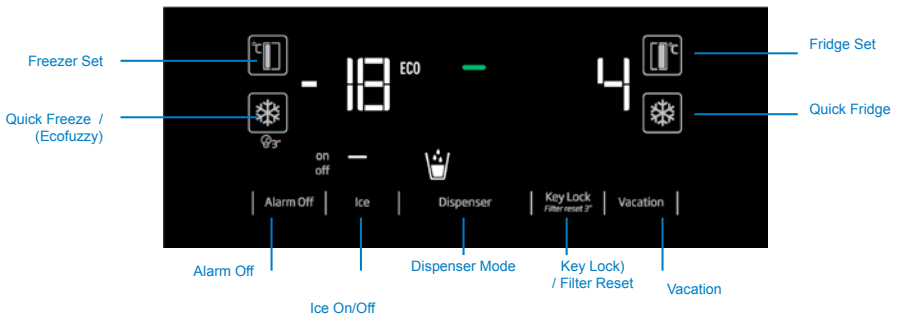 Freezer Set
Quick Freeze /
(Ecofuzzy)
°C
- 18
ECO
4
°C
Fridge Set
Quick Fridge
3"
on
off
Alarm Off
Ice
Dispenser
Key Lock
Filter reset 3"
Vacation
Alarm Off
Ice On/Off
Dispenser Mode
Key Lock)
/ Filter Reset
Vacation